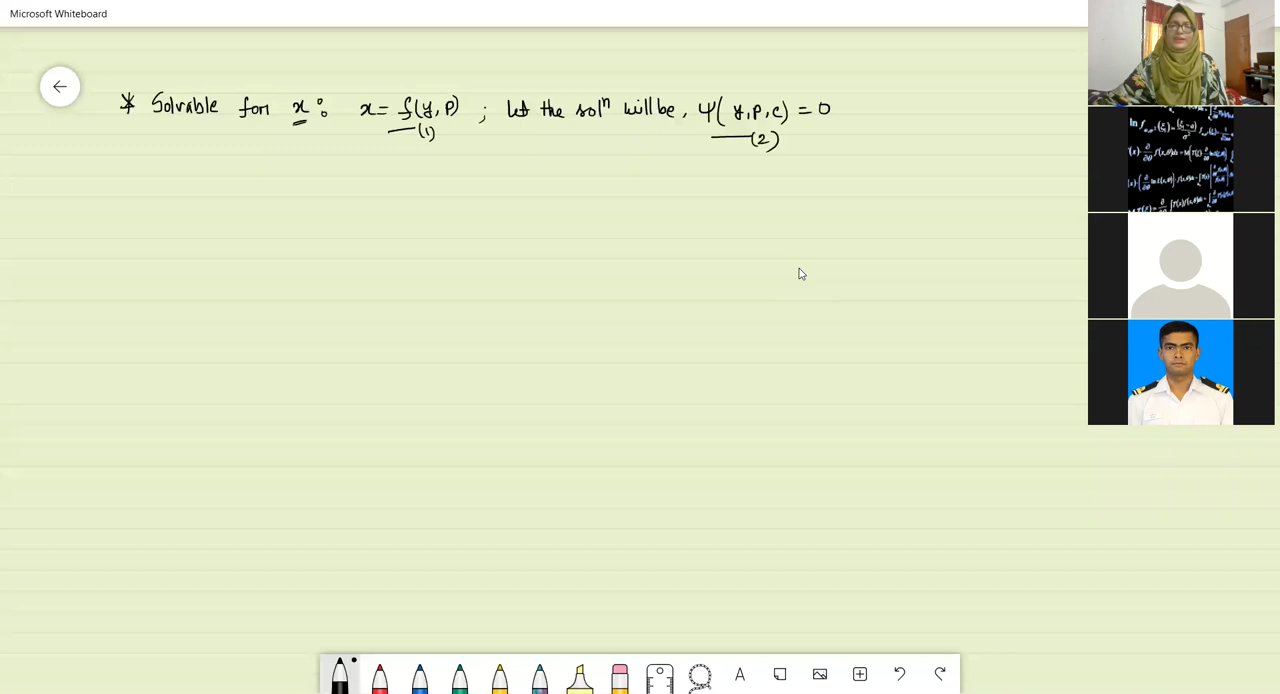 Microsoft Whiteboard
* Solvable for x: x = f(y, p) ; let the solⁿ will be, ψ(y, p, c) = 0
(1) (2)
A